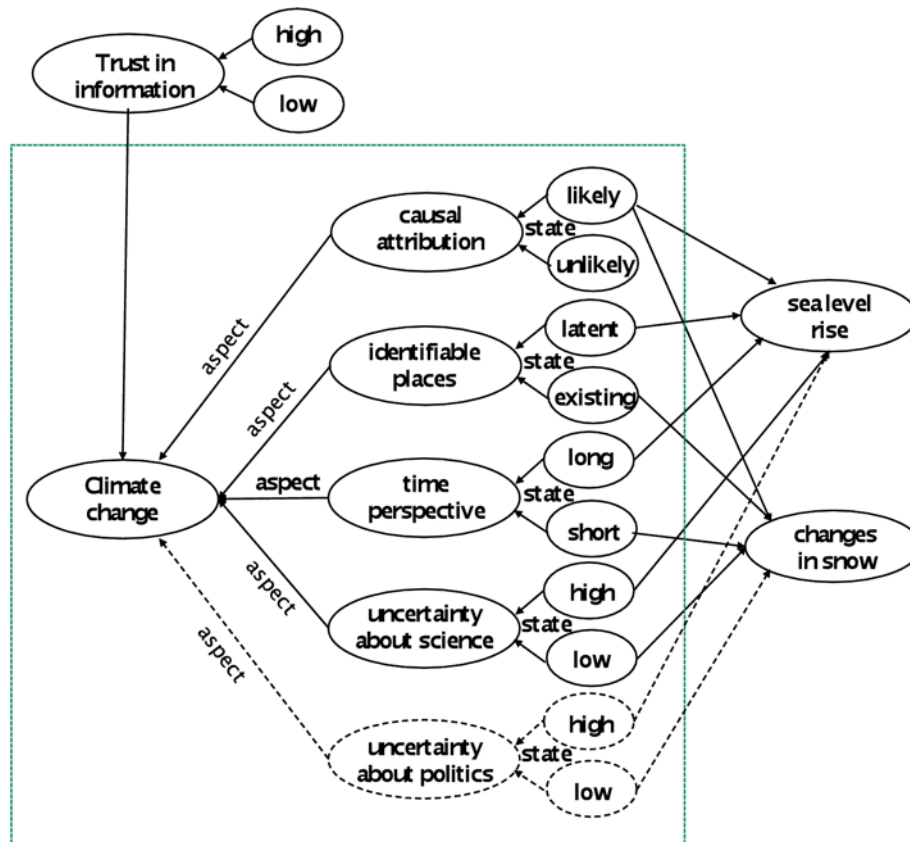 high
Trust in
information
low
likely
causal
attribution
state
unlikely
aspect
sea level
rise
latent
identifiable
places
state
existing
aspect
long
aspect
time
perspective
state
Climate
change
short
changes
in snow
high
aspect
uncertainty
about science
state
low
aspect
high
uncertainty
about politics
state
low